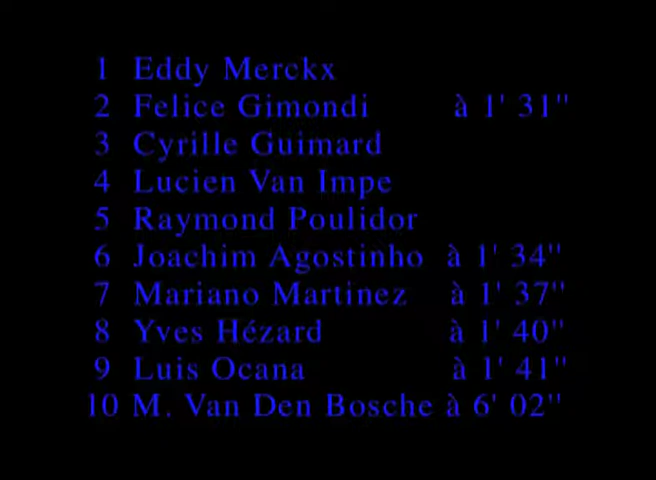 1 Eddy Merckx
2 Felice Gimondi à 1' 31"
3 Cyrille Guimard
4 Lucien Van Impe
5 Raymond Poulidor
6 Joachim Agostinho à 1' 34"
7 Mariano Martinez à 1' 37"
8 Yves Hézard à 1' 40"
9 Luis Ocana à 1' 41"
10 M. Van Den Bosche à 6' 02"